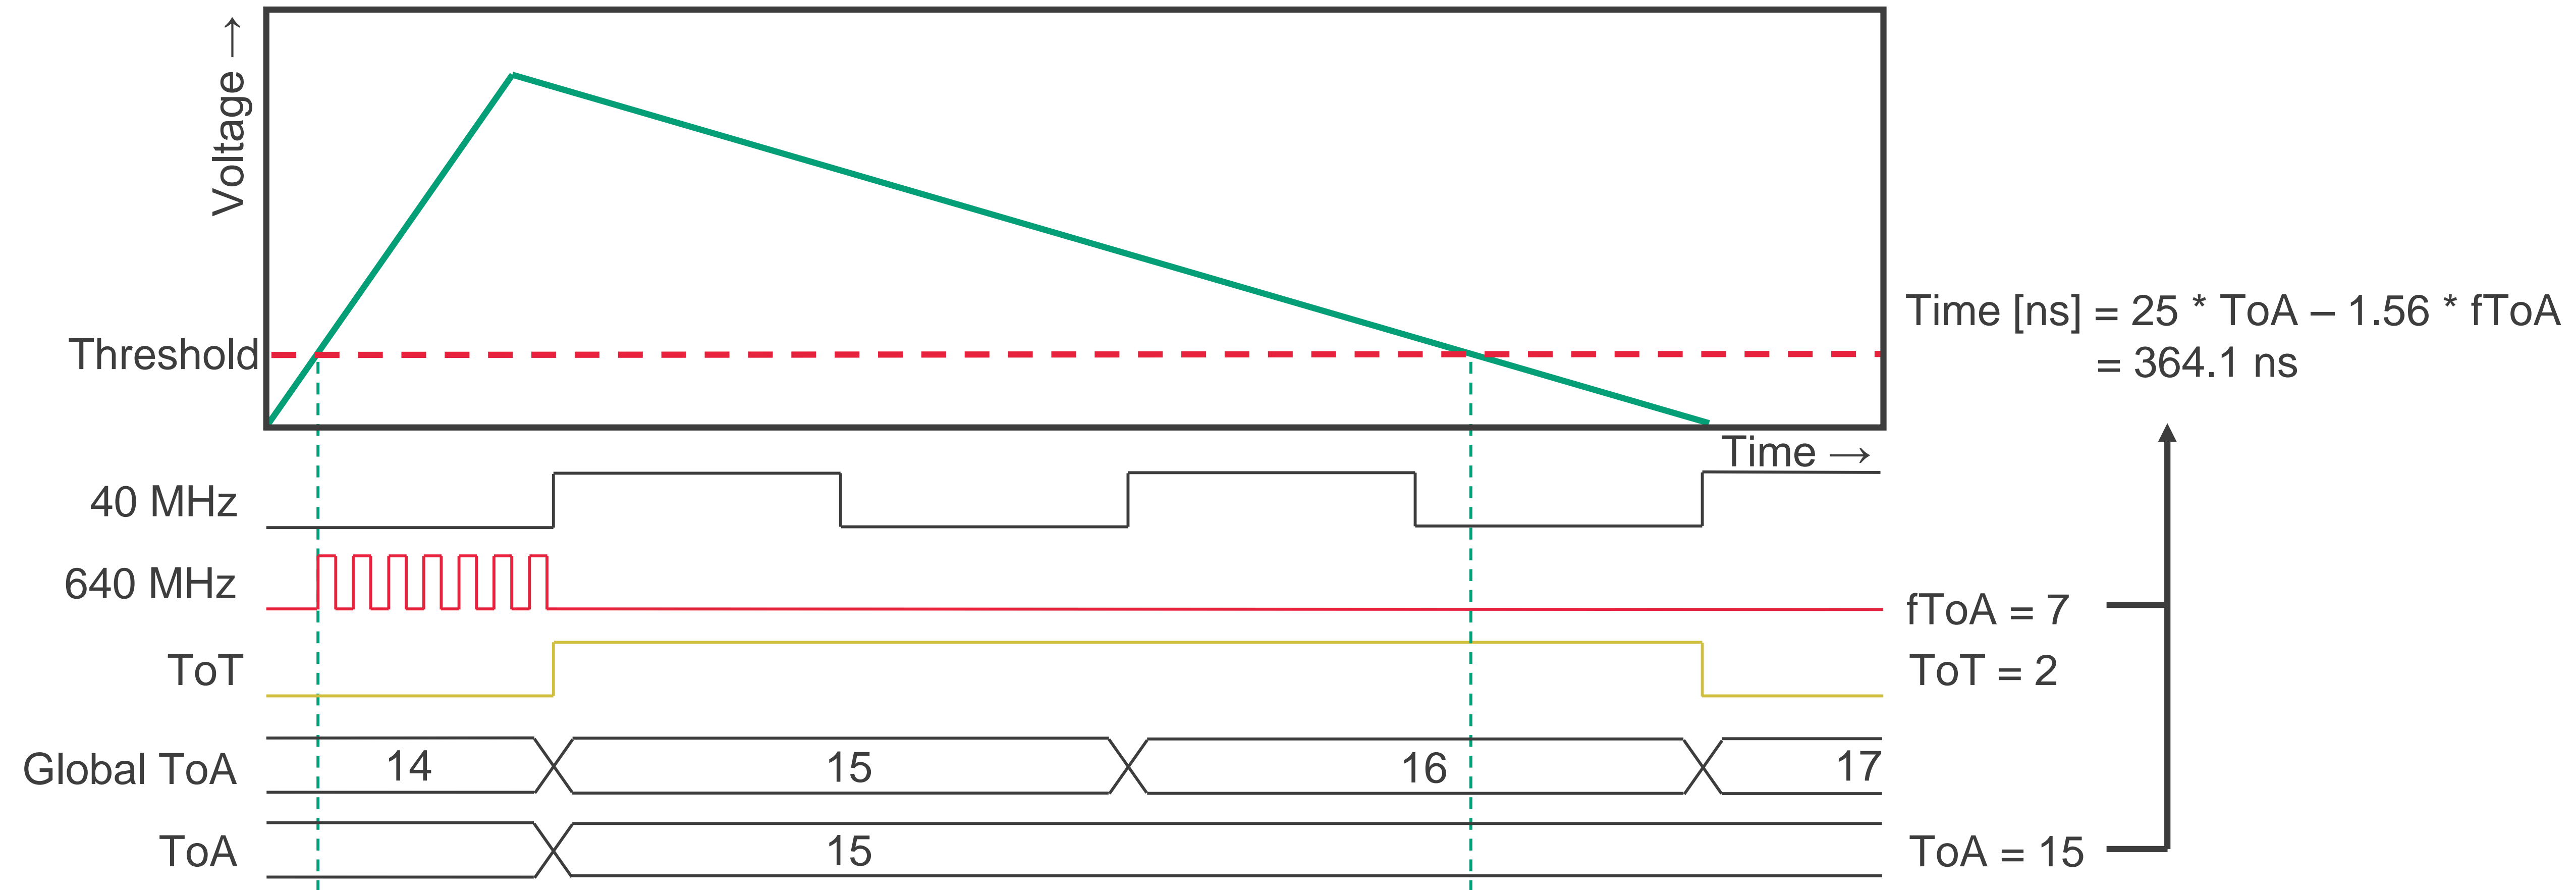 Voltage →
Threshold
Time [ns] = 25 * ToA – 1.56 * fToA
= 364.1 ns
Time →
40 MHz
640 MHz
fToA = 7
ToT
ToT = 2
Global ToA
14
15
16
17
ToA
15
ToA = 15